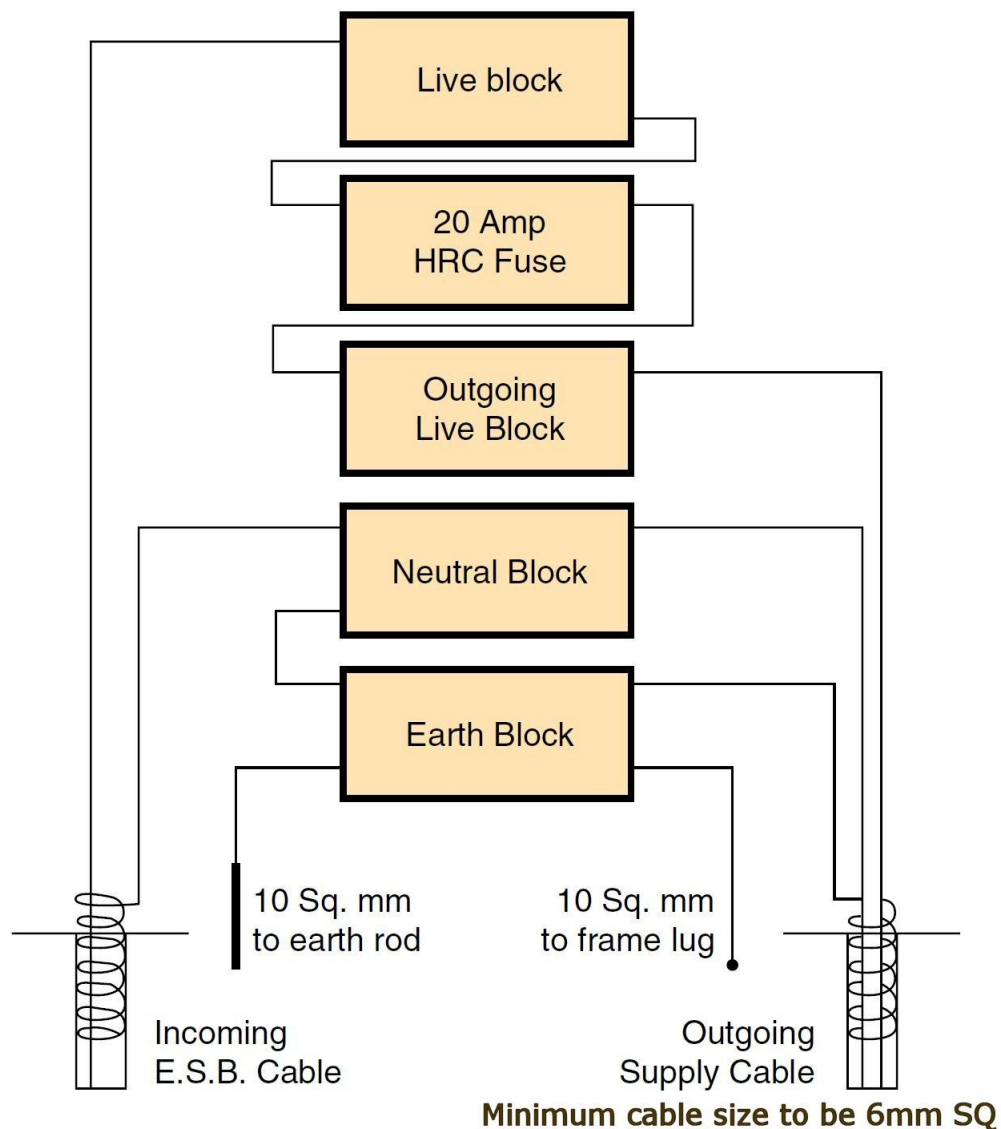 Live block
20 Amp
HRC Fuse
Outgoing
Live Block
Neutral Block
Earth Block
10 Sq. mm
to earth rod
10 Sq. mm
to frame lug
Incoming
E.S.B. Cable
Outgoing
Supply Cable
Minimum cable size to be 6mm SQ